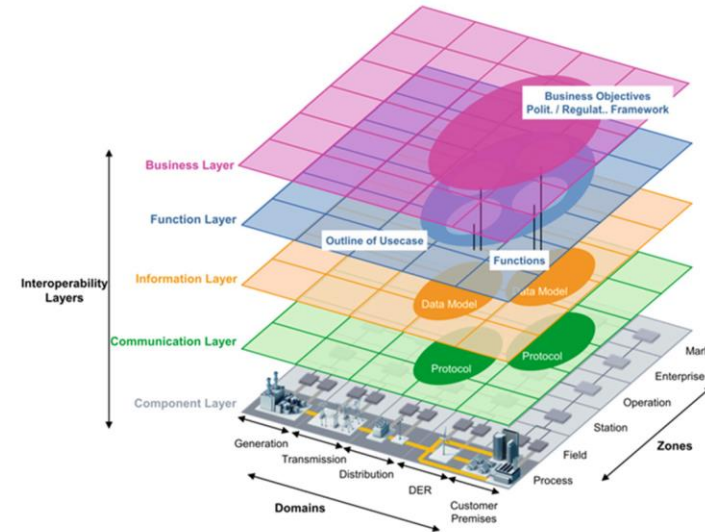 Business Objectives
Polit. / Regulat.. Framework
Business Layer
Function Layer
Outline of Usecase
Functions
Interoperability
Layers
Information Layer
Data Model
Data Model
Communication Layer
Protocol
Protocol
Component Layer
Generation
Transmission
Distribution
DER
Customer
Premises
Domains
Process
Field
Station
Operation
Enterprise
Zones